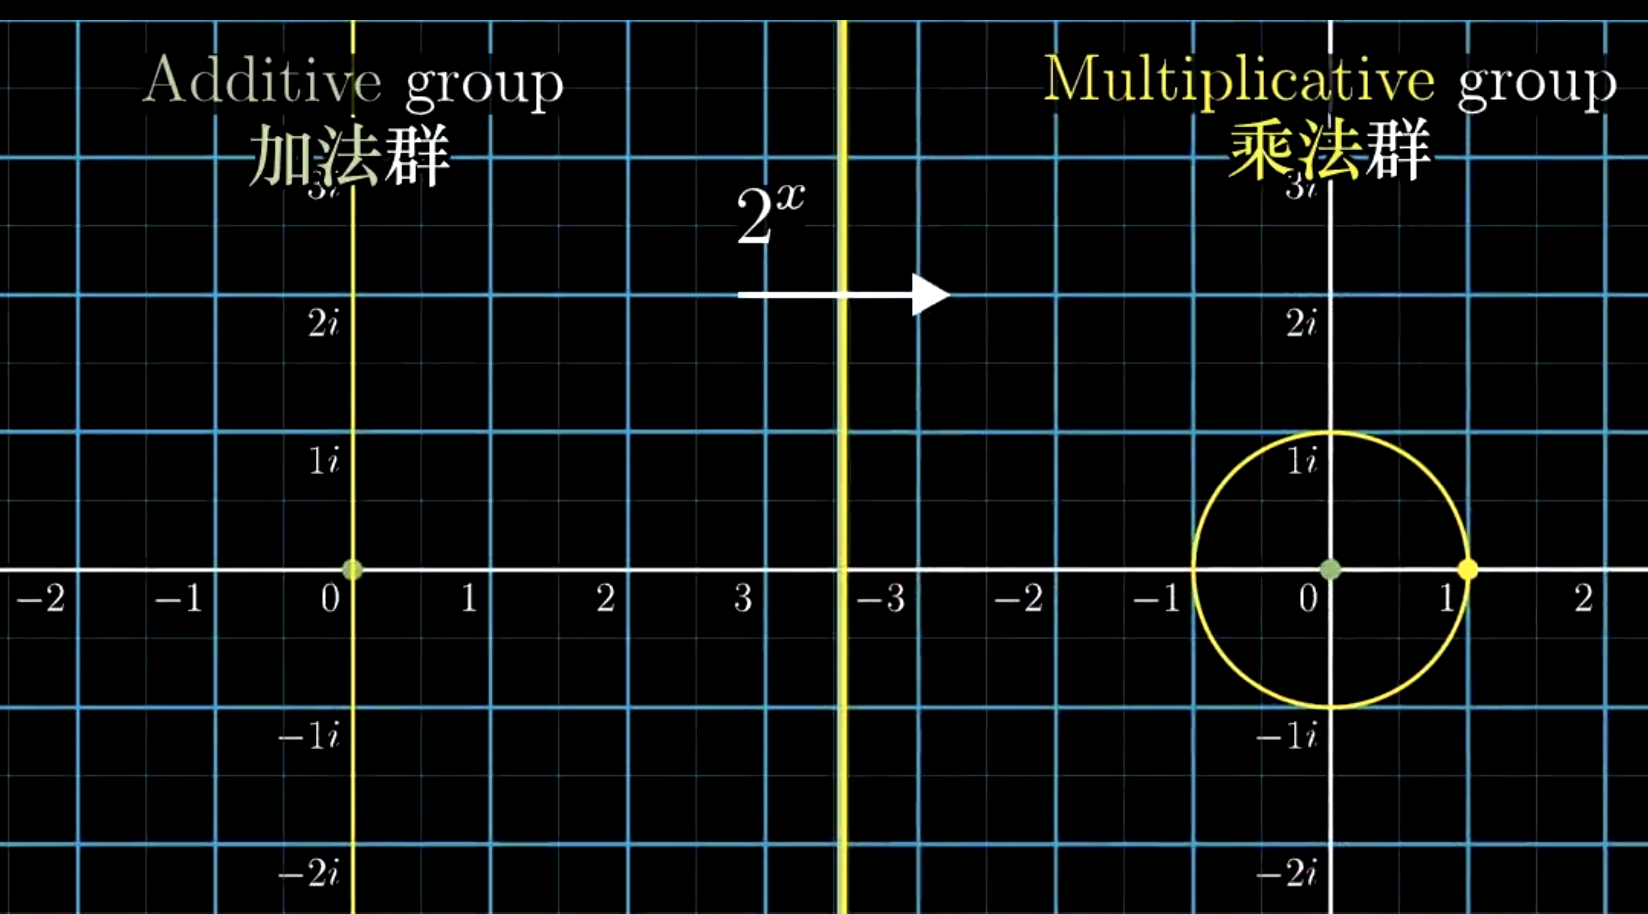 Additive group
加法群
Multiplicative group
乘法群
2^x
3i
3i
2i
2i
1i
1i
−2 −1 0 1 2 3
−3 −2 −1 0 1 2
−1i
−1i
−2i
−2i